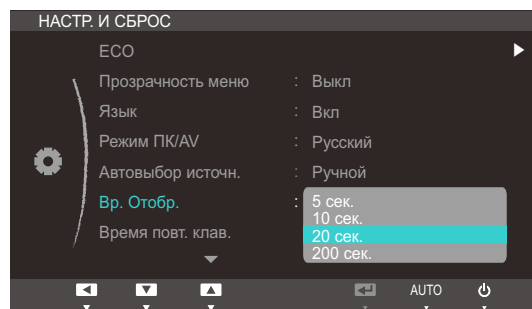 НАСТР. И СБРОС
ECO
Прозрачность меню : Выкл
Язык : Вкл
Режим ПК/AV : Русский
Автовыбор источн. : Ручной
Вр. Отобр. : 5 сек.
10 сек.
20 сек.
200 сек.
Время повт. клав.
AUTO